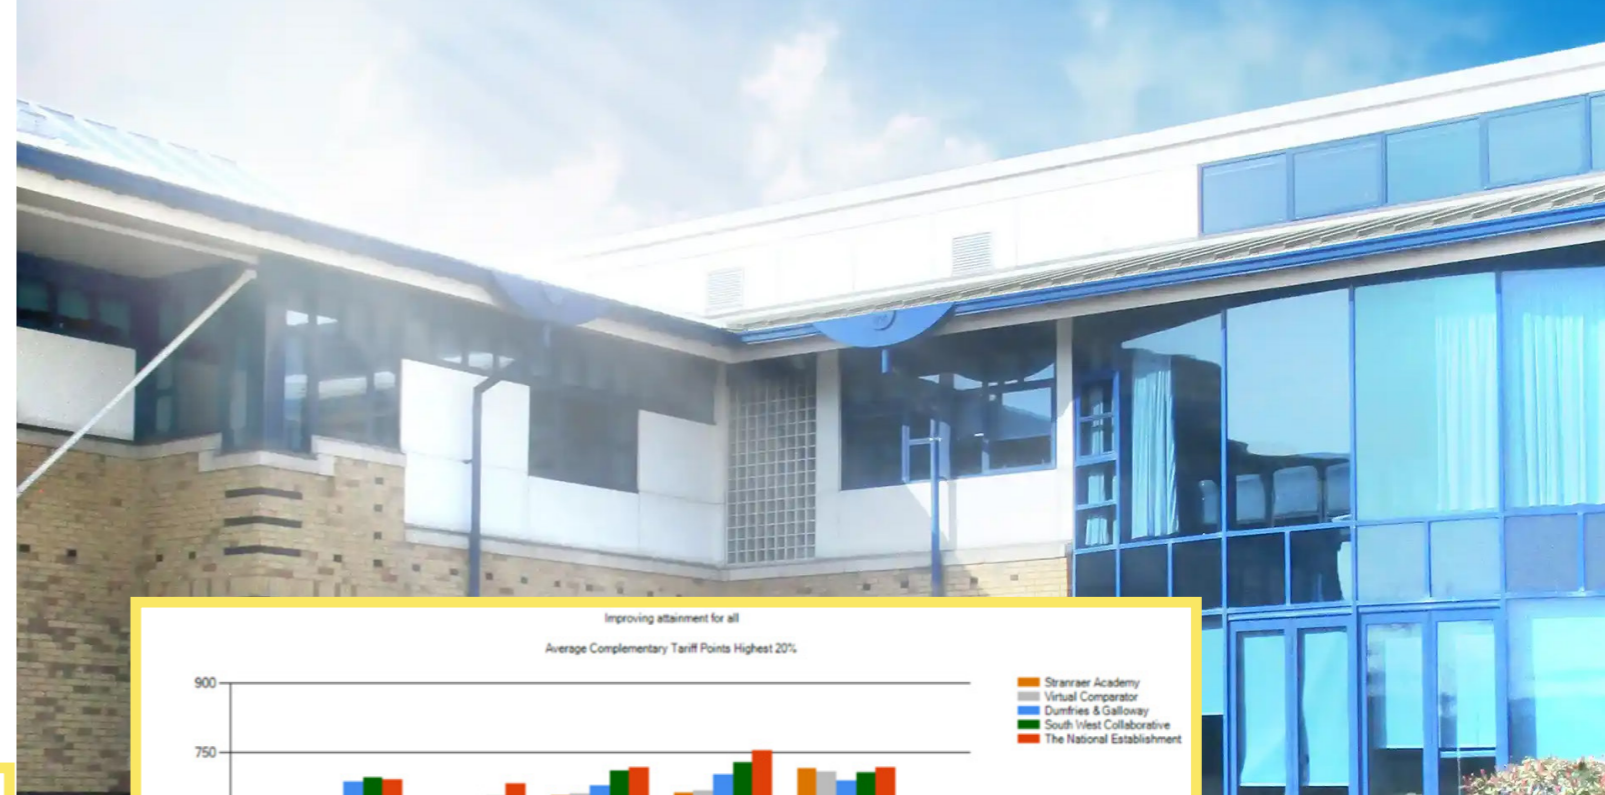 Improving attainment for all
Average Complementary Tariff Points Highest 20%
900
750
Stranraer Academy
Virtual Comparator
Dumfries & Galloway
South West Collaborative
The National Establishment